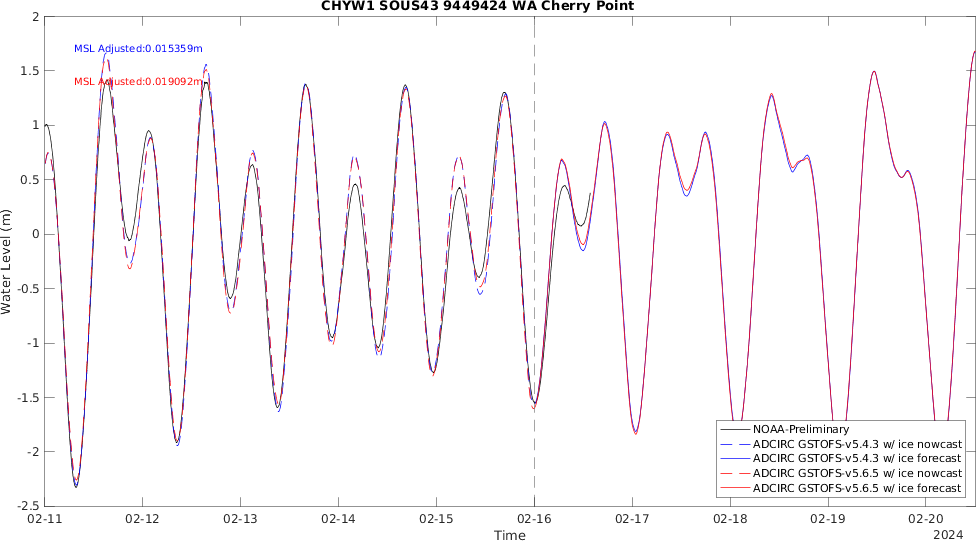 CHYW1 SOUS43 9449424 WA Cherry Point
MSL Adjusted:0.015359m
MSL Adjusted:0.019092m
Water Level (m)
2
1.5
1
0.5
0
-0.5
-1
-1.5
-2
-2.5
NOAA-Preliminary
ADCIRC GSTOFS-v5.4.3 w/ ice nowcast
ADCIRC GSTOFS-v5.4.3 w/ ice forecast
ADCIRC GSTOFS-v5.6.5 w/ ice nowcast
ADCIRC GSTOFS-v5.6.5 w/ ice forecast
02-11 02-12 02-13 02-14 02-15 02-16 02-17 02-18 02-19 02-20
Time
2024